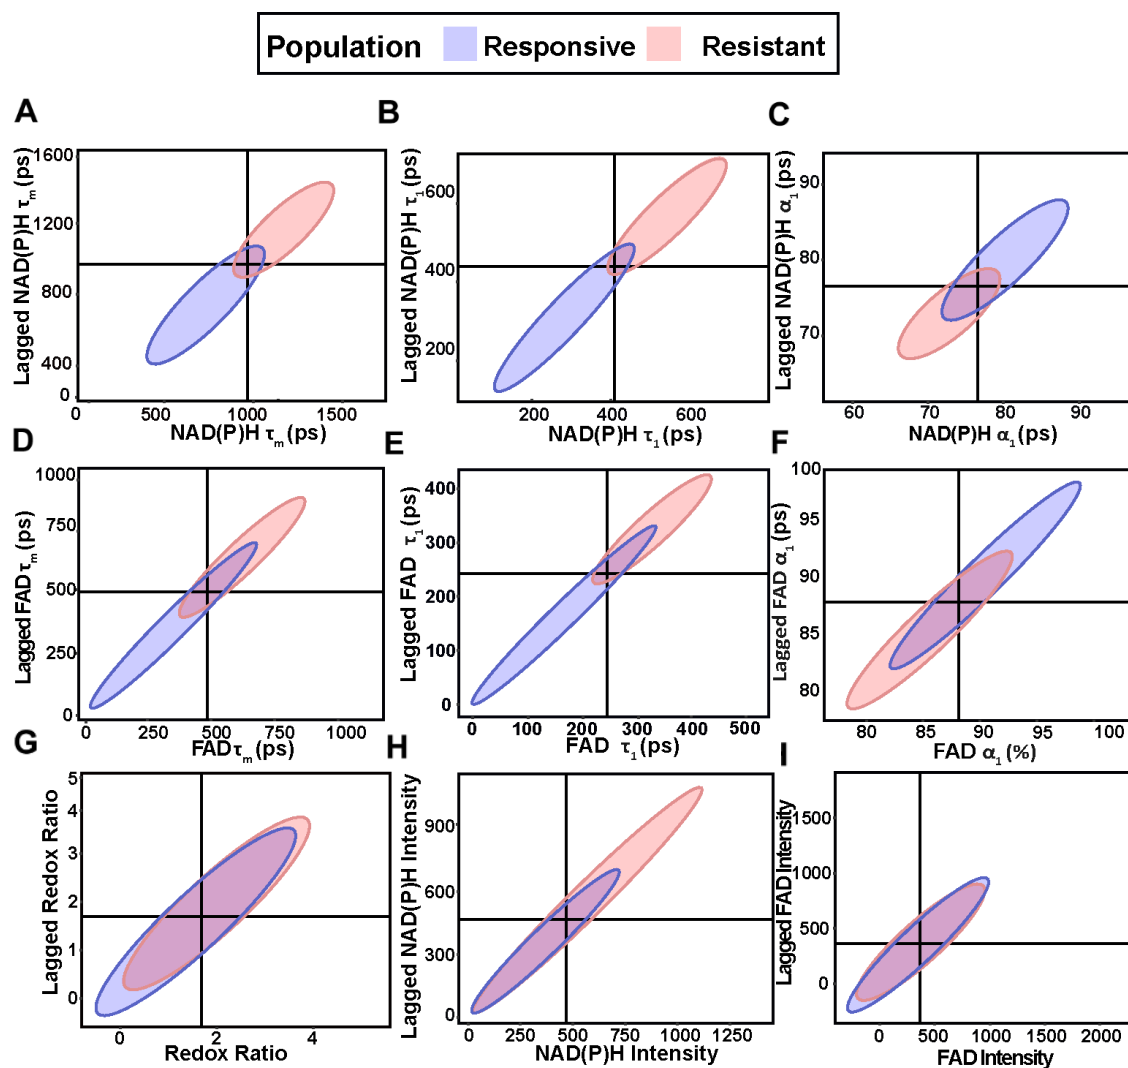 Population Responsive Resistant
A
Lagged NAD(P)H τm (ps)
1600
1200
800
400
0
0 500 1000 1500
NAD(P)H τm (ps)
B
Lagged NAD(P)H τ1 (ps)
600
400
200
200 400 600
NAD(P)H τ1 (ps)
C
Lagged NAD(P)H α1 (ps)
90
80
70
60 70 80 90
NAD(P)H α1 (ps)
D
Lagged FAD τm (ps)
1000
750
500
250
0
0 250 500 750 1000
FAD τm (ps)
E
Lagged FAD τ1 (ps)
400
300
200
100
0
0 100 200 300 400 500
FAD τ1 (ps)
F
Lagged FAD α1 (ps)
100
95
90
85
80
80 85 90 95 100
FAD α1 (%)
G
Lagged Redox Ratio
5
4
3
2
1
0
0 2 4
Redox Ratio
H
Lagged NAD(P)H Intensity
900
600
300
0
0 250 500 750 1000 1250
NAD(P)H Intensity
I
Lagged FAD Intensity
1500
1000
500
0
0 500 1000 1500 2000
FAD Intensity